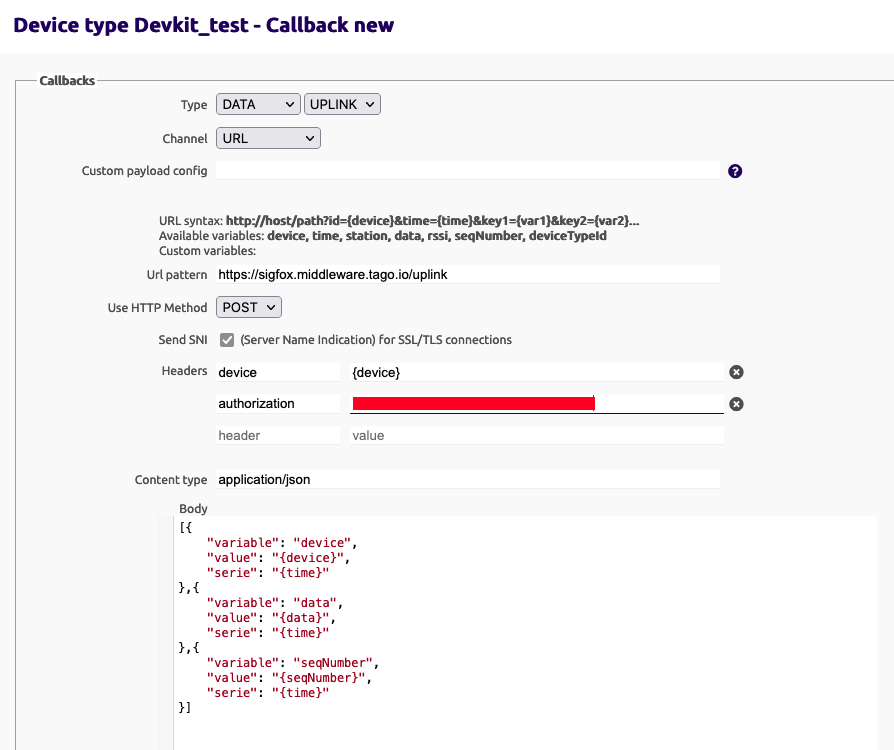 Device type Devkit_test - Callback new
Callbacks
Type DATA UPLINK
Channel URL
Custom payload config ?
URL syntax: http://host/path?id={device}&time={time}&key1={var1}&key2={var2}...
Available variables: device, time, station, data, rssi, seqNumber, deviceTypeId
Custom variables:
Url pattern https://sigfox.middleware.tago.io/uplink
Use HTTP Method POST
Send SNI (Server Name Indication) for SSL/TLS connections
Headers device {device}
authorization
header value
Content type application/json
Body
[{
"variable": "device",
"value": "{device}",
"serie": "{time}"
},{
"variable": "data",
"value": "{data}",
"serie": "{time}"
},{
"variable": "seqNumber",
"value": "{seqNumber}",
"serie": "{time}"
}]